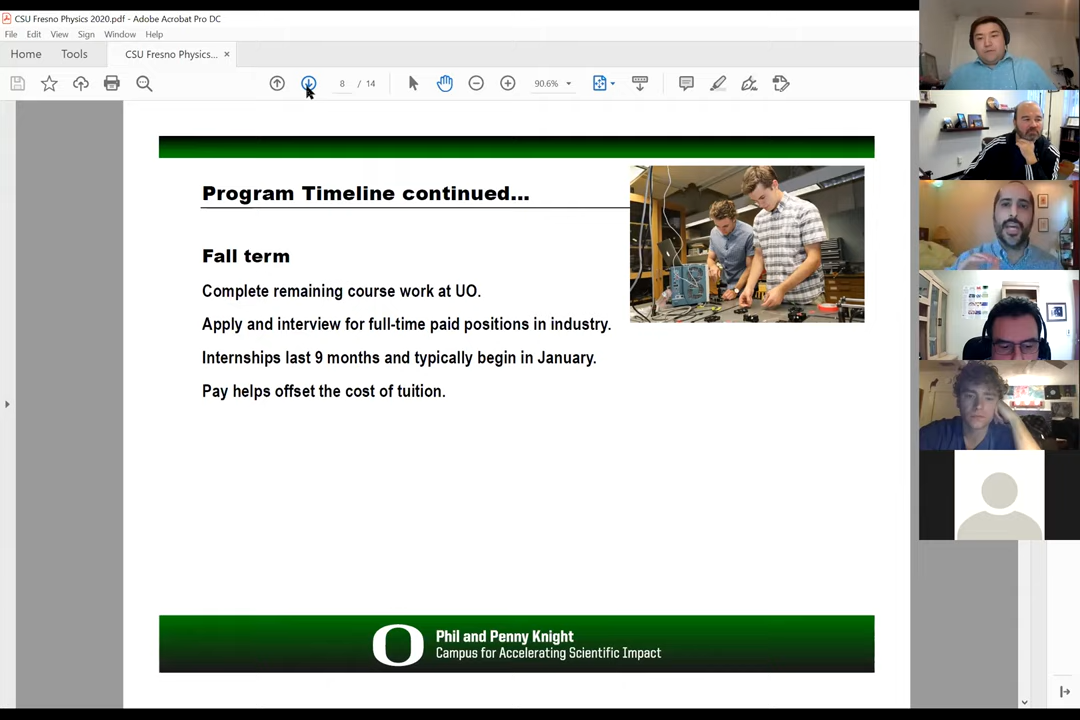 CSU Fresno Physics 2020.pdf - Adobe Acrobat Pro DC
File Edit View Sign Window Help
Home Tools CSU Fresno Physics... ×
8 / 14 90.6%
Program Timeline continued...
Fall term
Complete remaining course work at UO.
Apply and interview for full-time paid positions in industry.
Internships last 9 months and typically begin in January.
Pay helps offset the cost of tuition.
O Phil and Penny Knight
Campus for Accelerating Scientific Impact